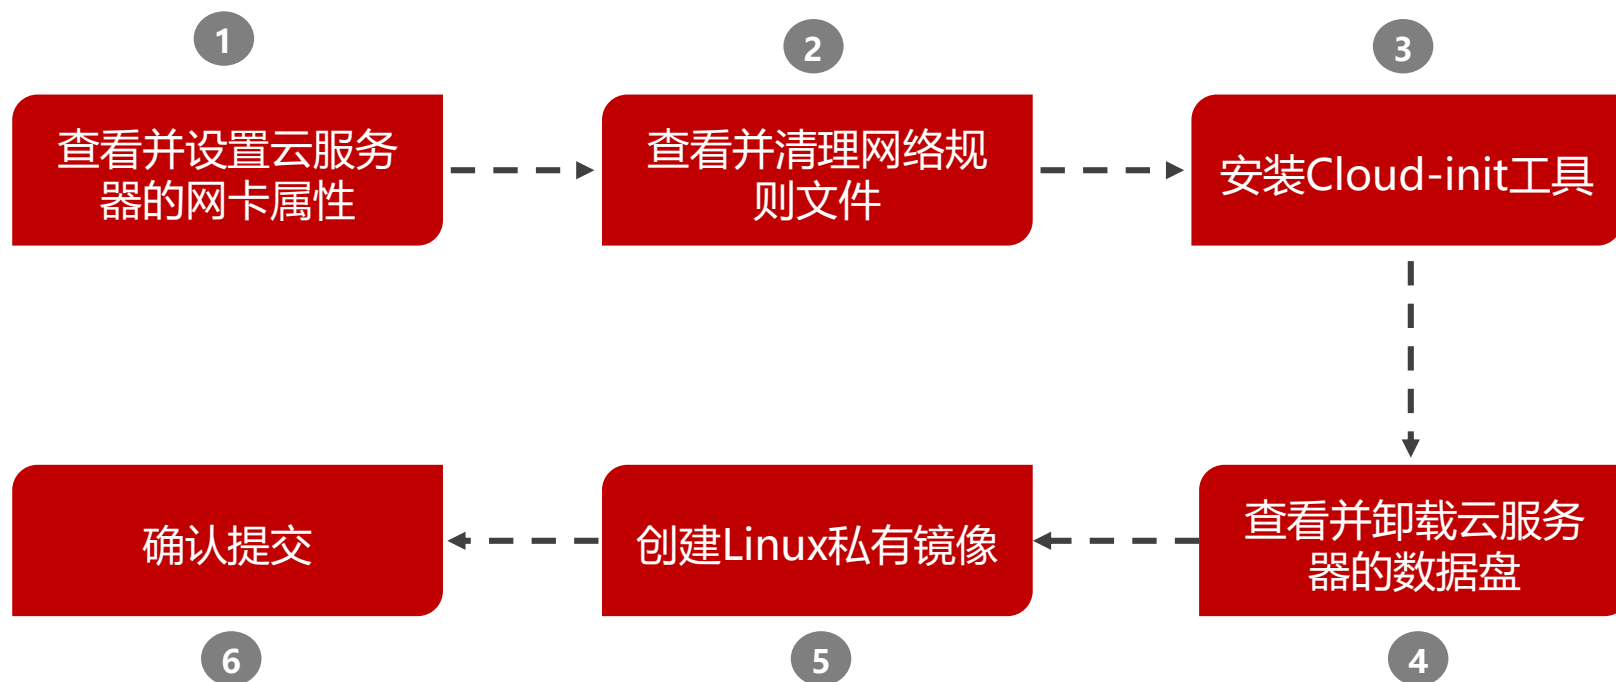 1
查看并设置云服务
器的网卡属性
2
查看并清理网络规
则文件
3
安装Cloud-init工具
4
查看并卸载云服务
器的数据盘
5
创建Linux私有镜像
6
确认提交